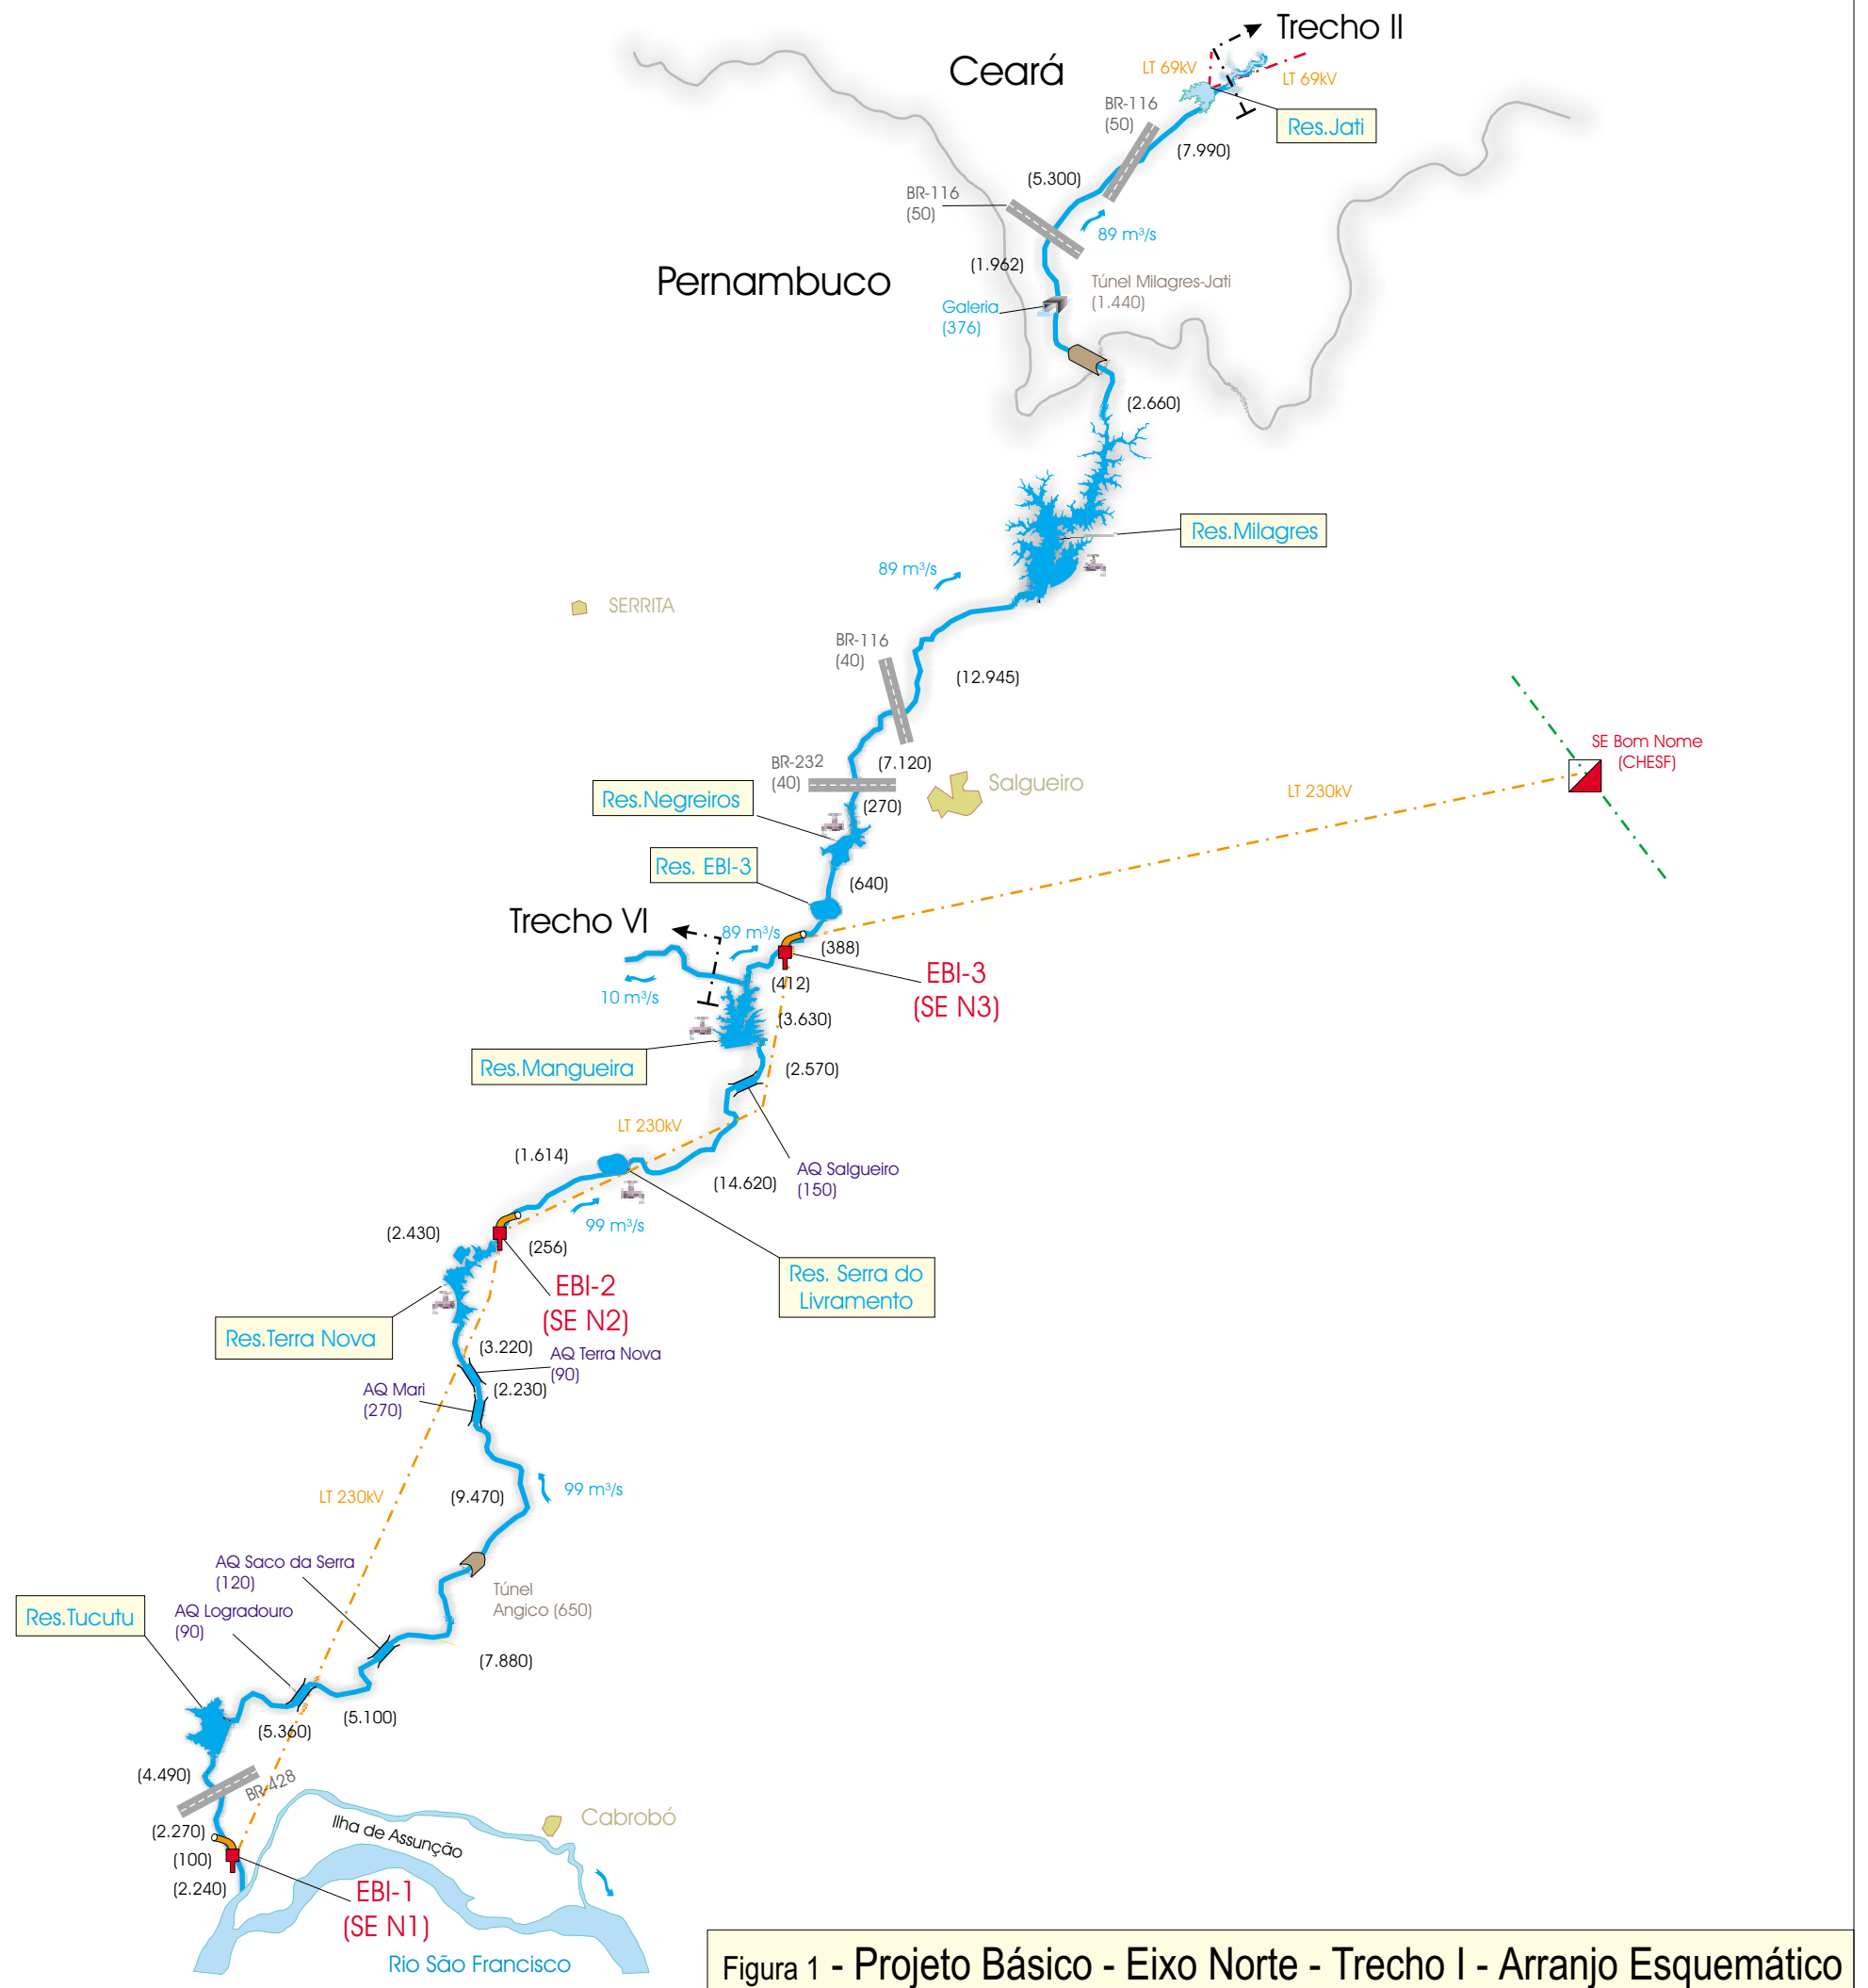 Trecho II
Ceará
LT 69kV
LT 69kV
BR-116
(50)
Res.Jati
(7.990)
(5.300)
BR-116
(50)
89 m³/s
(1.962)
Pernambuco
Túnel Milagres-Jati
(1.440)
Galeria
(376)
(2.660)
Res.Milagres
89 m³/s
SERRITA
BR-116
(40)
(12.945)
SE Bom Nome
(CHESF)
BR-232
(40)
(7.120)
Salgueiro
LT 230kV
Res.Negreiros
(270)
Res. EBI-3
(640)
Trecho VI
89 m³/s
(388)
EBI-3
(SE N3)
(412)
10 m³/s
(3.630)
Res.Mangueira
(2.570)
LT 230kV
(1.614)
AQ Salgueiro
(150)
(14.620)
99 m³/s
(2.430)
(256)
Res. Serra do
Livramento
EBI-2
(SE N2)
Res.Terra Nova
(3.220)
AQ Terra Nova
(90)
AQ Mari
(270)
(2.230)
LT 230kV
(9.470)
99 m³/s
AQ Saco da Serra
(120)
Túnel
Angico (650)
AQ Logradouro
(90)
Res.Tucutu
(7.880)
(5.100)
(5.360)
(4.490)
BR-428
Cabrobó
Ilha de Assunção
(2.270)
(100)
(2.240)
EBI-1
(SE N1)
Rio São Francisco
Figura 1 - Projeto Básico - Eixo Norte - Trecho I - Arranjo Esquemático